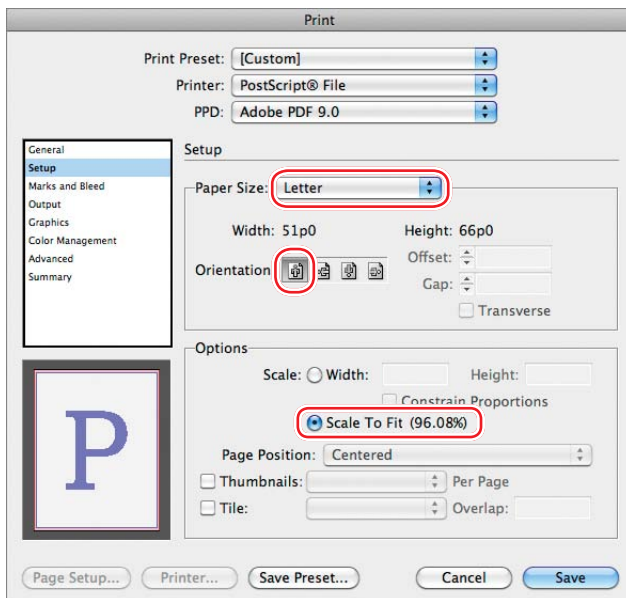 Print
Print Preset: [Custom]
Printer: PostScript® File
PPD: Adobe PDF 9.0
General
Setup
Marks and Bleed
Output
Graphics
Color Management
Advanced
Summary
Setup
Paper Size: Letter
Width: 51p0 Height: 66p0
Orientation Offset:
Gap:
Transverse
Options
Scale: Width: Height:
Constrain Proportions
Scale To Fit (96.08%)
Page Position: Centered
Thumbnails: Per Page
Tile: Overlap:
P
Page Setup... Printer... Save Preset... Cancel Save